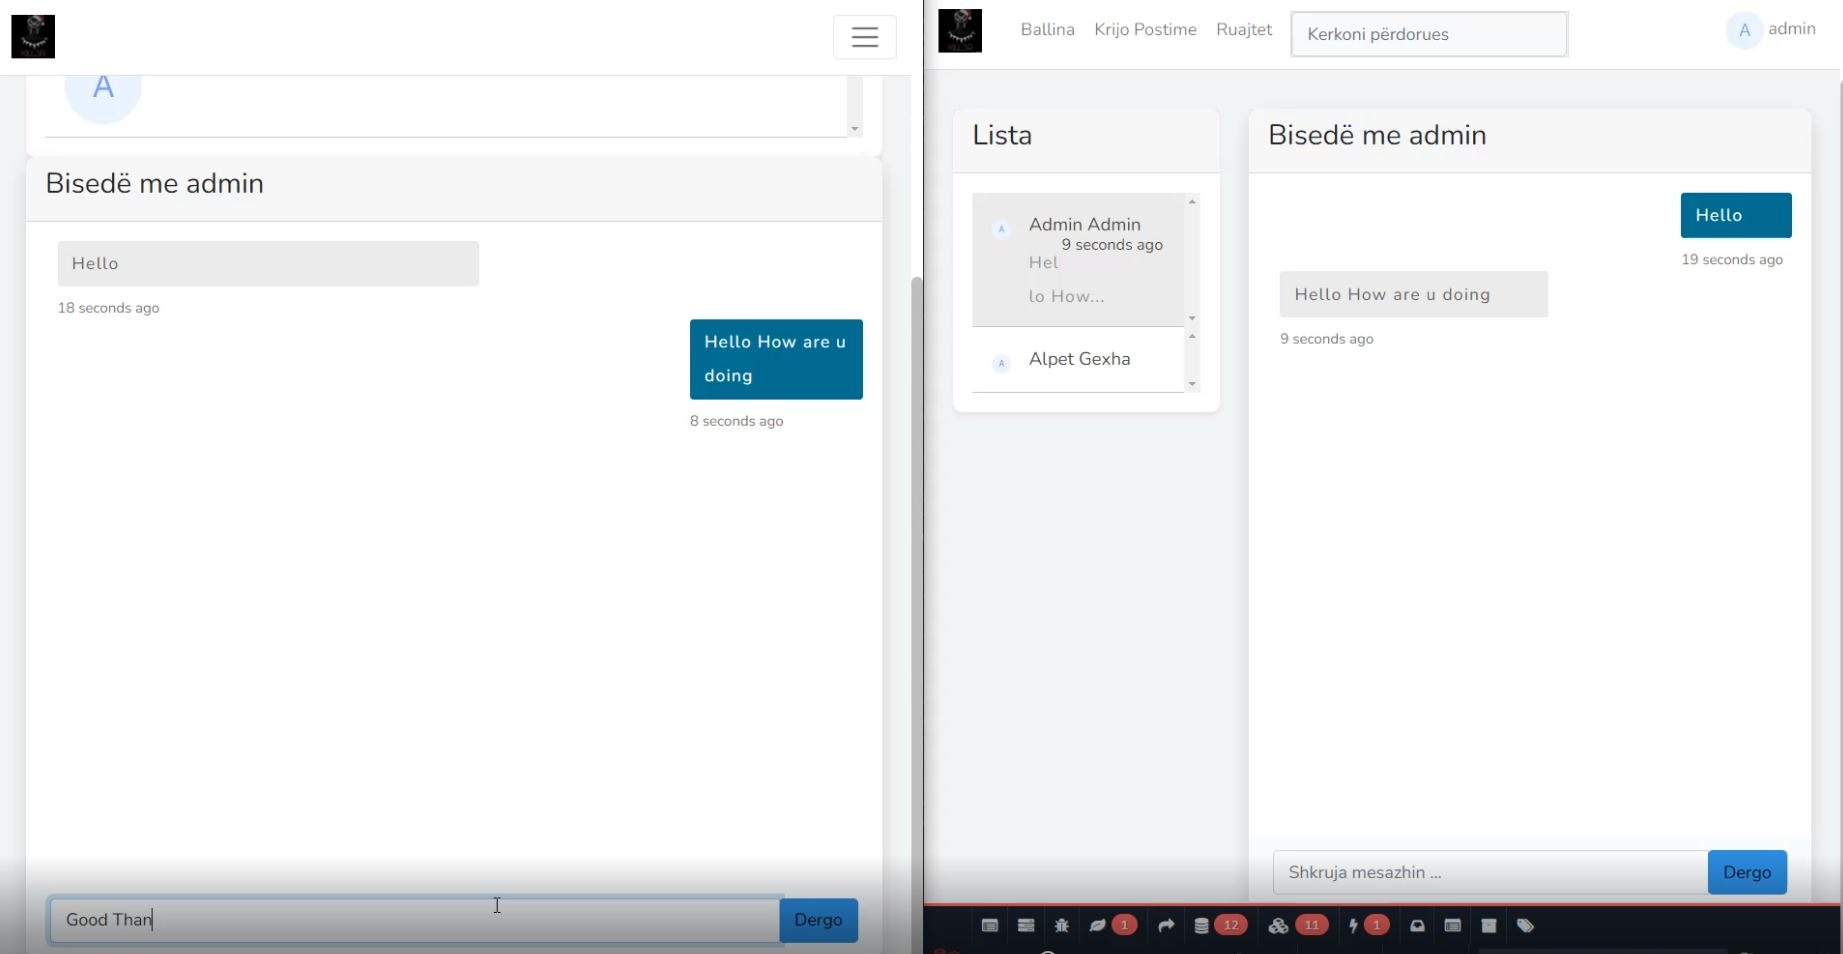 A
Bisedë me admin
Hello
18 seconds ago
Hello How are u
doing
8 seconds ago
Good Than
Dergo
Ballina Krijo Postime Ruajtet Kerkoni përdorues A admin
Lista
A Admin Admin
9 seconds ago
Hel
lo How...
A Alpet Gexha
Bisedë me admin
Hello
19 seconds ago
Hello How are u doing
9 seconds ago
Shkruja mesazhin ... Dergo
1 12 11 1